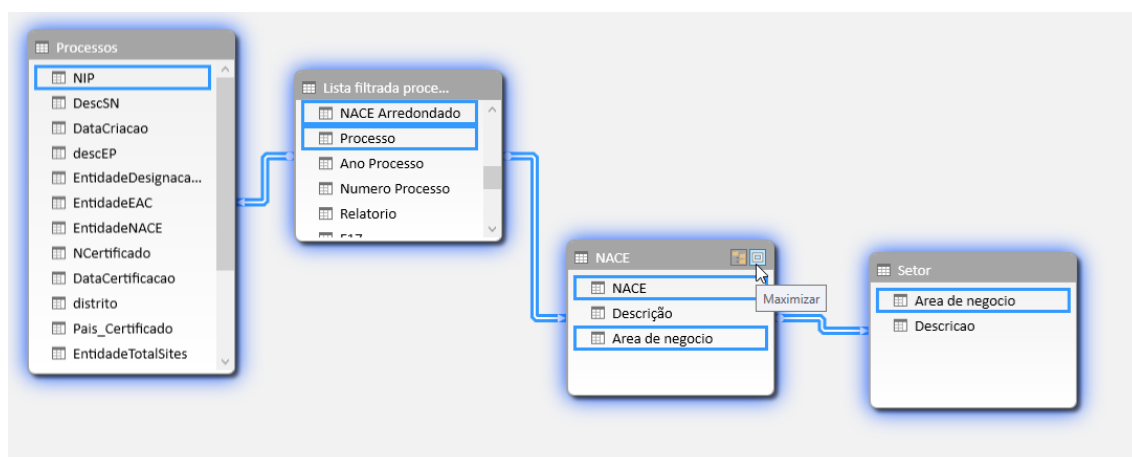 Processos
NIP
DescSN
DataCriacao
descEP
EntidadeDesignaca...
EntidadeEAC
EntidadeNACE
NCertificado
DataCertificacao
distrito
Pais_Certificado
EntidadeTotalSites
Lista filtrada proce...
NACE Arredondado
Processo
Ano Processo
Numero Processo
Relatorio
NACE
NACE
Descrição
Area de negocio
Maximizar
Setor
Area de negocio
Descricao